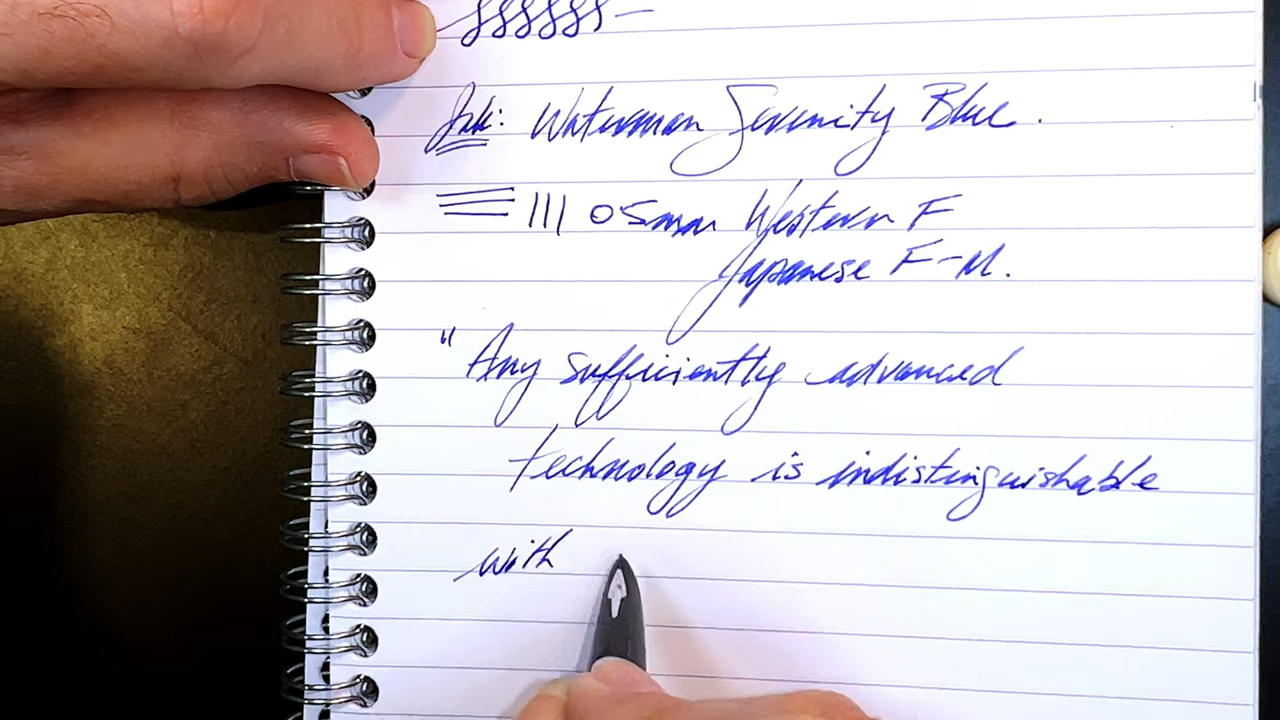 Ink: Waterman Serenity Blue.
0.5mm Western F
Japanese F-M.
"Any sufficiently advanced
technology is indistinguishable
with